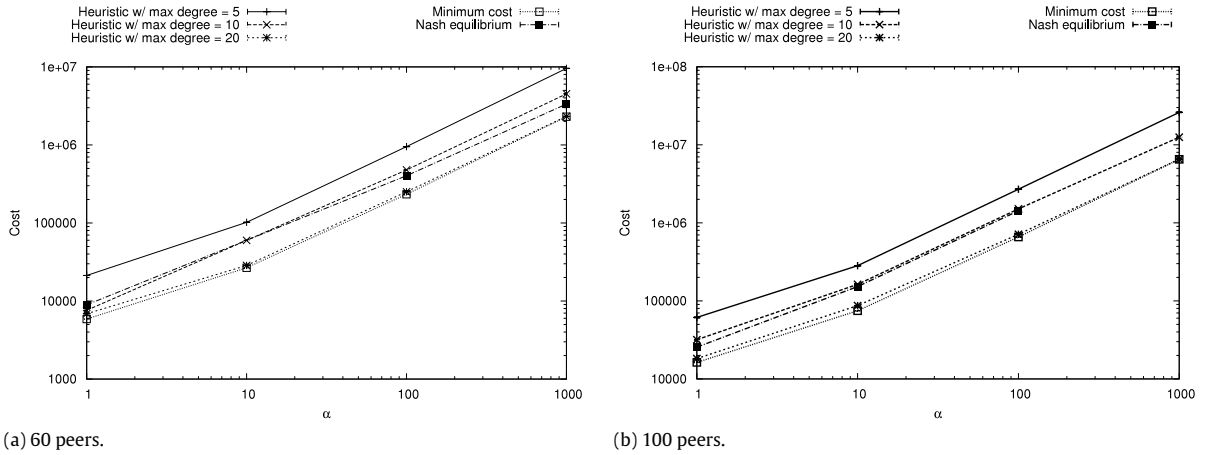 Heuristic w/ max degree = 5
Heuristic w/ max degree = 10
Heuristic w/ max degree = 20
Minimum cost
Nash equilibrium
1e+07
1e+06
100000
10000
1000
Cost
1
10
100
1000
α
(a) 60 peers.
Heuristic w/ max degree = 5
Heuristic w/ max degree = 10
Heuristic w/ max degree = 20
Minimum cost
Nash equilibrium
1e+08
1e+07
1e+06
100000
10000
Cost
1
10
100
1000
α
(b) 100 peers.